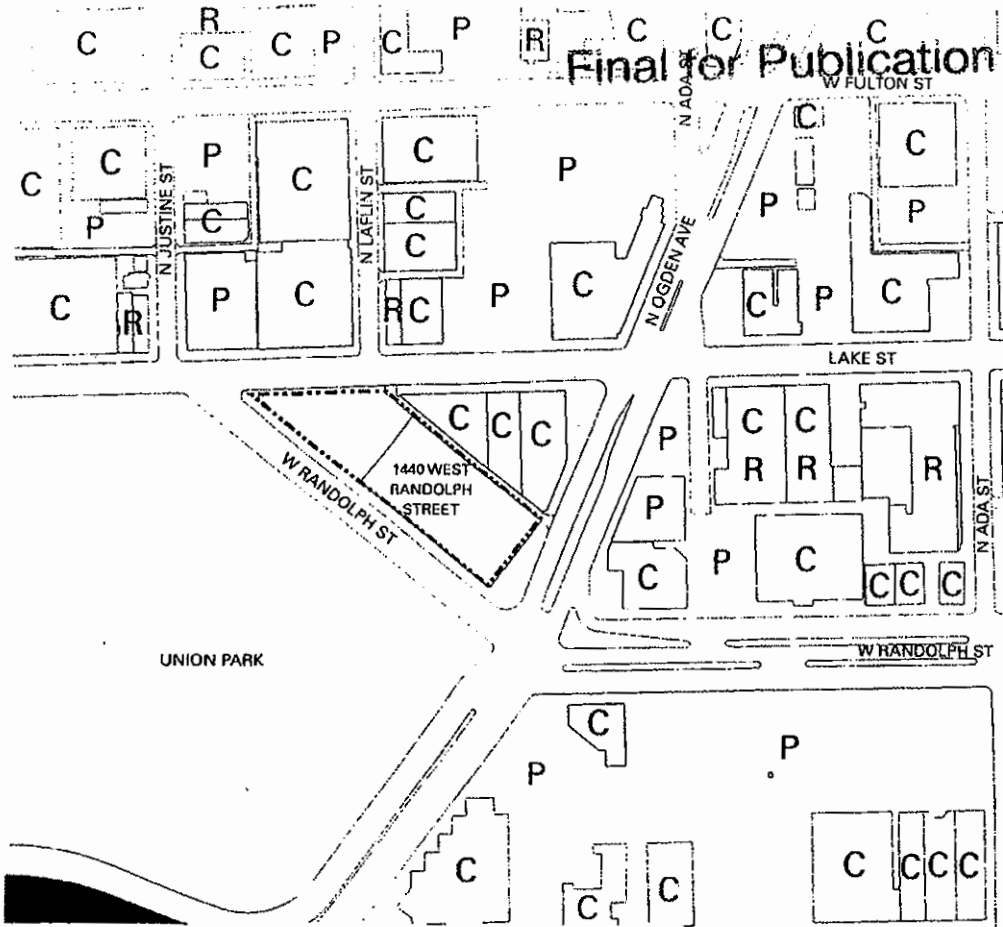 R
C
C
C
P
C
P
R
C
C
C
Final for Publication
N ADA ST
W FULTON ST
C
C
N JUSTINE ST
P
C
N LAFLIN ST
C
P
C
C
P
P
C
C
C
P
N OGDEN AVE
P
C
R
P
C
R
C
P
C
C
P
C
LAKE ST
C
C
C
P
C
C
R
R
R
1440 WEST
RANDOLPH
STREET
W RANDOLPH ST
P
N ADA ST
C
P
C
C
C
C
UNION PARK
W RANDOLPH ST
C
P
P
C
C
C
C
C
C
C